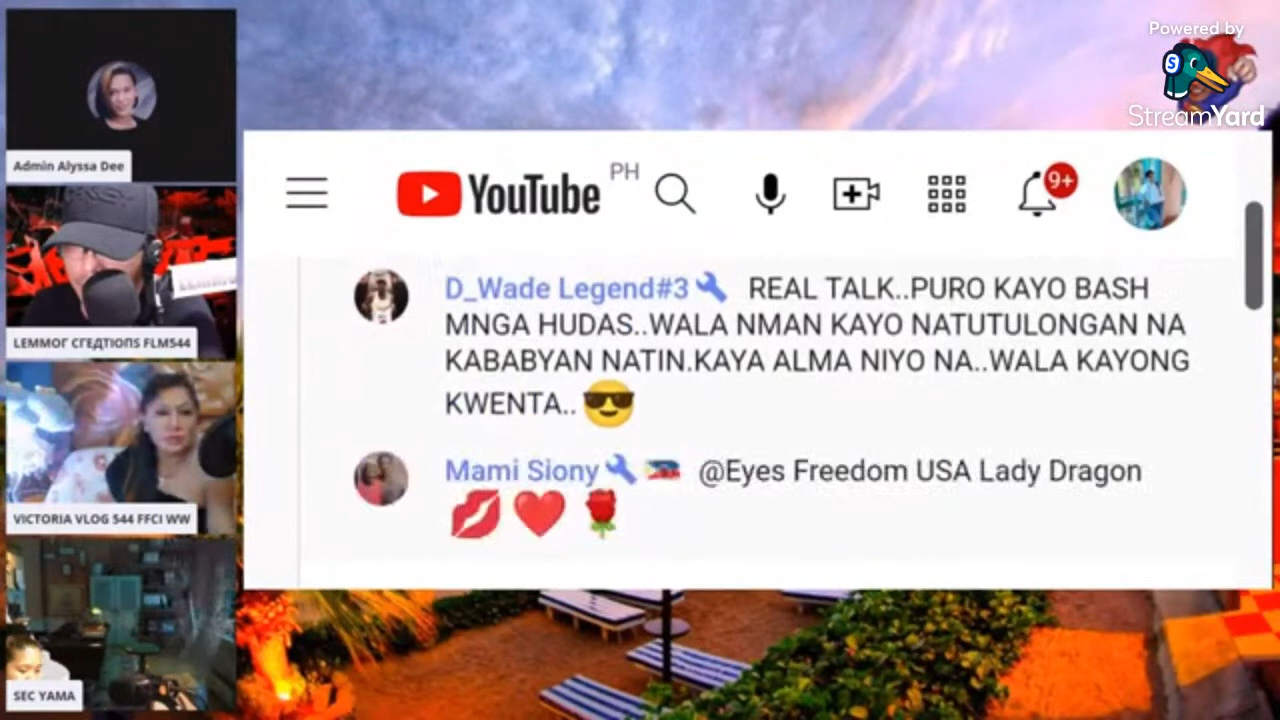 Powered by
StreamYard
Admin Alyssa Dee
LEMMOГ CГEДTIOПS FLM544
VICTORIA VLOG 544 FFCI WW
SEC YAMA
YouTube PH
9+
D_Wade Legend#3 REAL TALK..PURO KAYO BASH
MNGA HUDAS..WALA NMAN KAYO NATUTULONGAN NA
KABABYAN NATIN.KAYA ALMA NIYO NA..WALA KAYONG
KWENTA..
Mami Siony @Eyes Freedom USA Lady Dragon